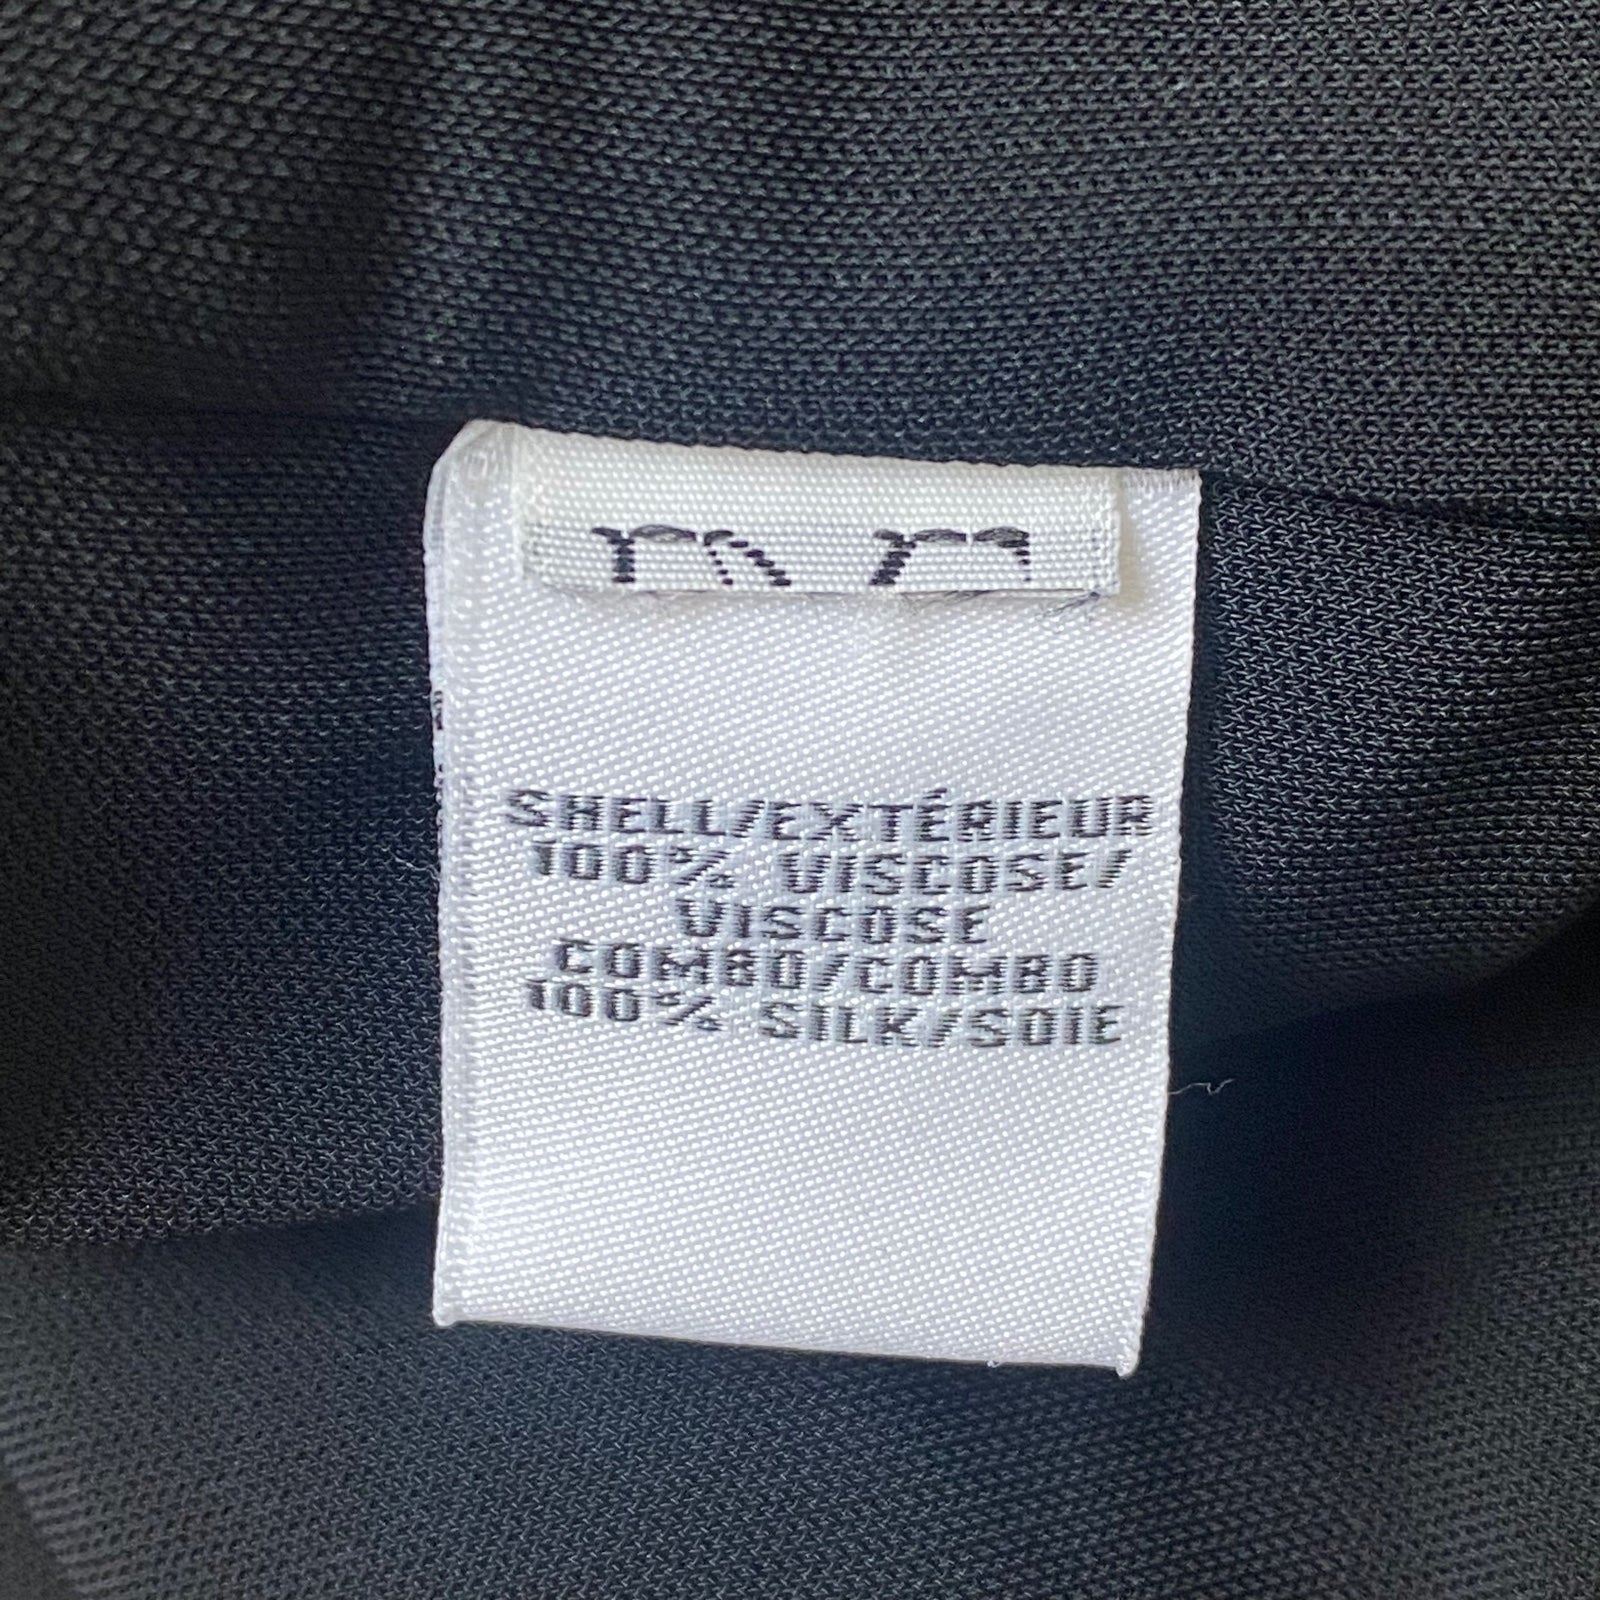 SHELL/EXTÉRIEUR
100% VISCOSE/
VISCOSE
COMBO/COMBO
100% SILK/SOIE